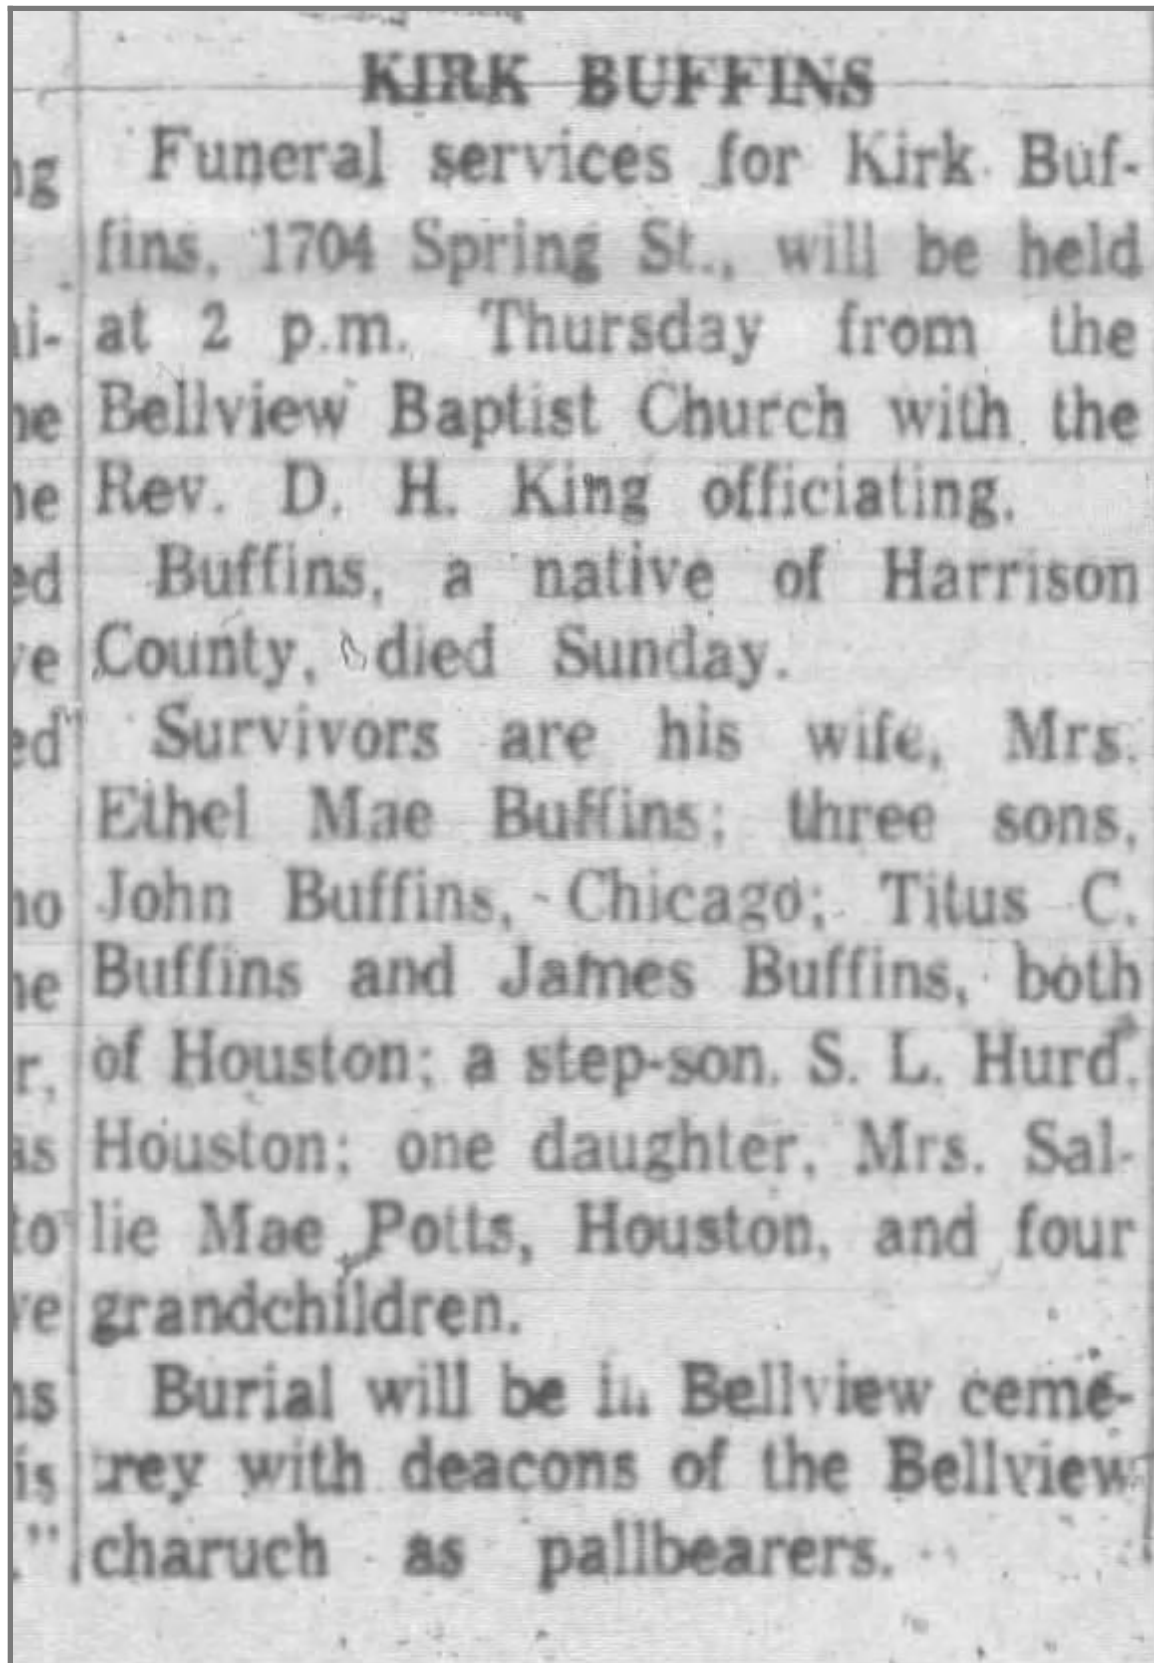 KIRK BUFFINS
Funeral services for Kirk Buf-
fins, 1704 Spring St., will be held
at 2 p.m. Thursday from the
Bellview Baptist Church with the
Rev. D. H. King officiating.
Buffins, a native of Harrison
County, died Sunday.
Survivors are his wife, Mrs.
Ethel Mae Buffins; three sons,
John Buffins, Chicago; Titus C.
Buffins and James Buffins, both
of Houston; a step-son, S. L. Hurd,
Houston; one daughter, Mrs. Sal-
lie Mae Potts, Houston, and four
grandchildren.
Burial will be in Bellview ceme-
trey with deacons of the Bellview
charuch as pallbearers.